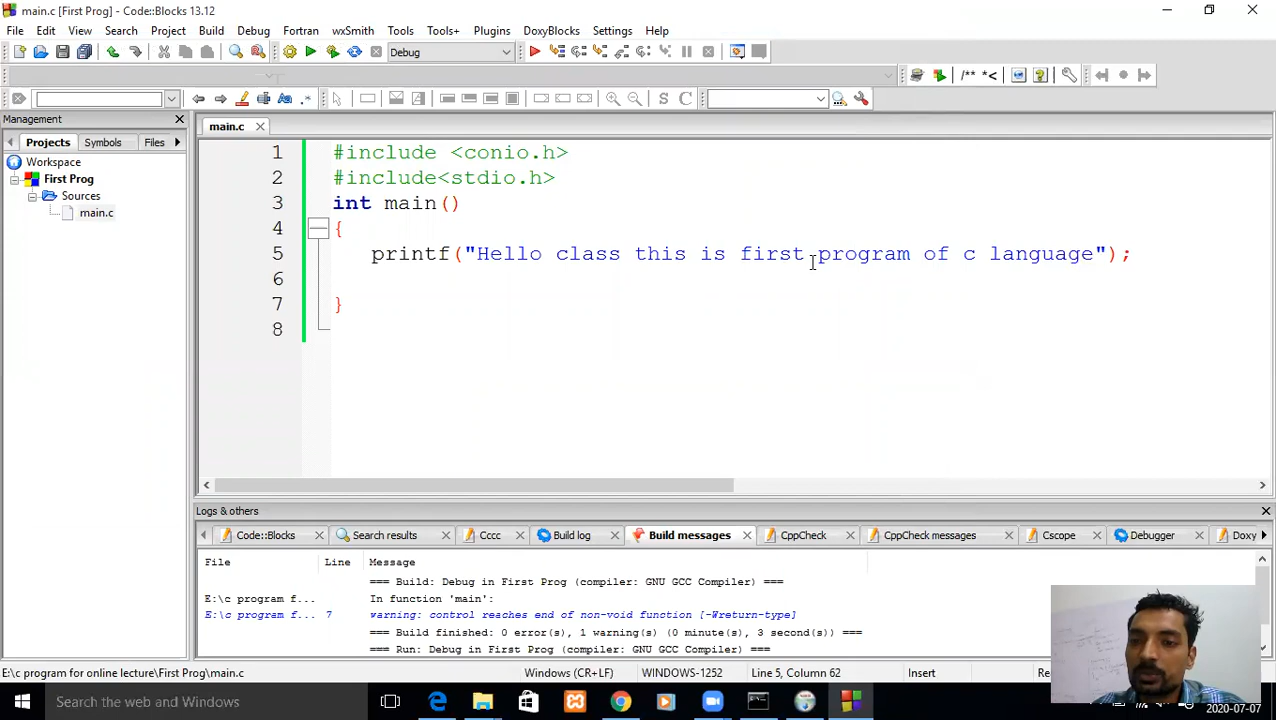 main.c [First Prog] - Code::Blocks 13.12
File Edit View Search Project Build Debug Fortran wxSmith Tools Tools+ Plugins DoxyBlocks Settings Help
Debug
/** *<
S C
Management
Projects Symbols Files
main.c
Workspace
First Prog
Sources
main.c
1 #include <conio.h>
2 #include<stdio.h>
3 int main()
4 {
5 printf("Hello class this is first program of c language");
6
7 }
8
Logs & others
Code::Blocks Search results Cccc Build log Build messages CppCheck CppCheck messages Cscope Debugger Doxy
File Line Message
=== Build: Debug in First Prog (compiler: GNU GCC Compiler) ===
E:\c program f... In function 'main':
E:\c program f... 7 warning: control reaches end of non-void function [-Wreturn-type]
=== Build finished: 0 error(s), 1 warning(s) (0 minute(s), 3 second(s)) ===
=== Run: Debug in First Prog (compiler: GNU GCC Compiler) ===
E:\c program for online lecture\First Prog\main.c Windows (CR+LF) WINDOWS-1252 Line 5, Column 62 Insert Rea
Search the web and Windows
2020-07-07